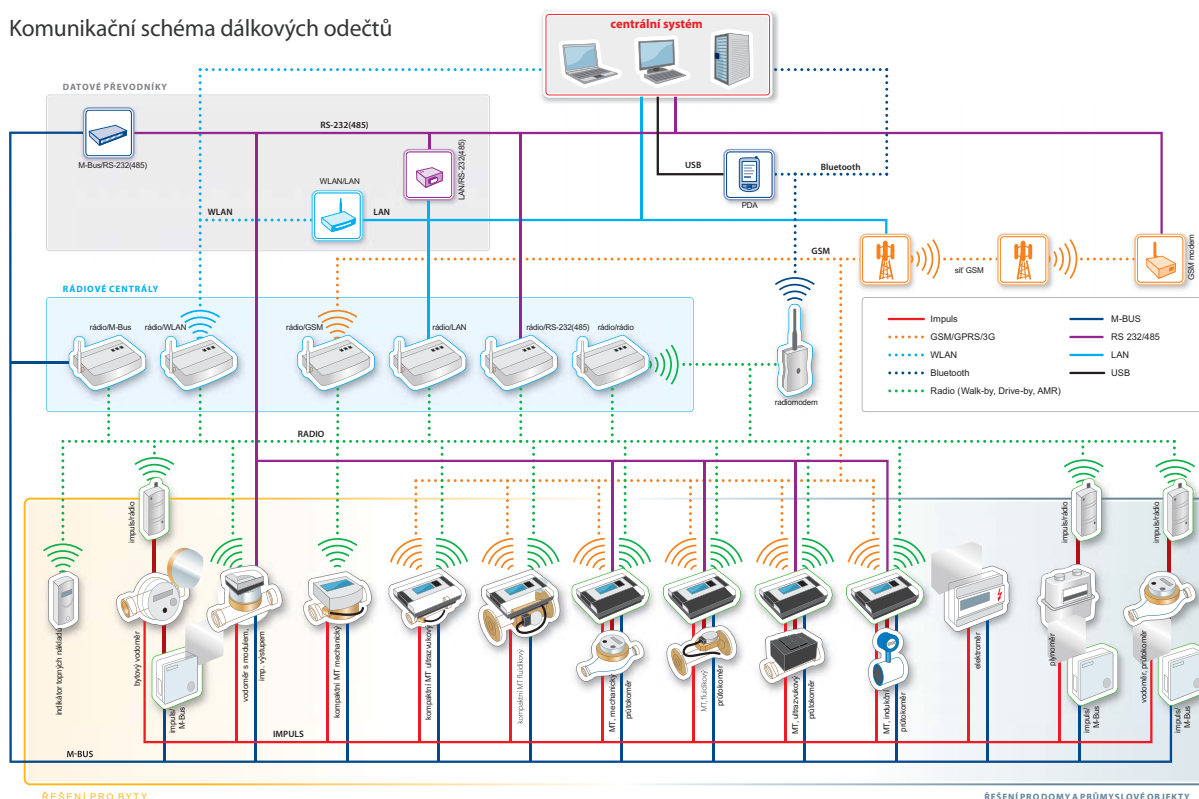 Komunikační schéma dálkových odečtů
centrální systém
DATOVÉ PŘEVODNÍKY
RS-232(485)
M-Bus/RS-232(485)
LAN/RS-232(485)
WLAN/LAN
WLAN
LAN
USB
PDA
Bluetooth
GSM
síť GSM
GSM modem
RÁDIOVÉ CENTRÁLY
rádio/M-Bus
rádio/WLAN
rádio/GSM
rádio/LAN
rádio/RS-232(485)
rádio/rádio
radiomodem
Impuls
GSM/GPRS/3G
WLAN
Bluetooth
Radio (Walk-by, Drive-by, AMR)
M-BUS
RS 232/485
LAN
USB
RADIO
indikátor topných nákladů
impuls/rádio
bytový vodoměr
impuls/
M-Bus
vodoměr s modulem
imp. výstupem
kompaktní MT mechanický
kompaktní MT ultrazvukový
kompaktní MT fluidikový
MT, mechanický
průtokoměr
MT, fluidikový
průtokoměr
MT, ultrazvukový
průtokoměr
MT, indukční
průtokoměr
elektroměr
impuls/rádio
plynoměr
impuls/
M-Bus
impuls/rádio
vodoměr, průtokoměr
impuls/
M-Bus
IMPULS
M-BUS
ŘEŠENÍ PRO BYTY
ŘEŠENÍ PRO DOMY A PRŮMYSLOVÉ OBJEKTY